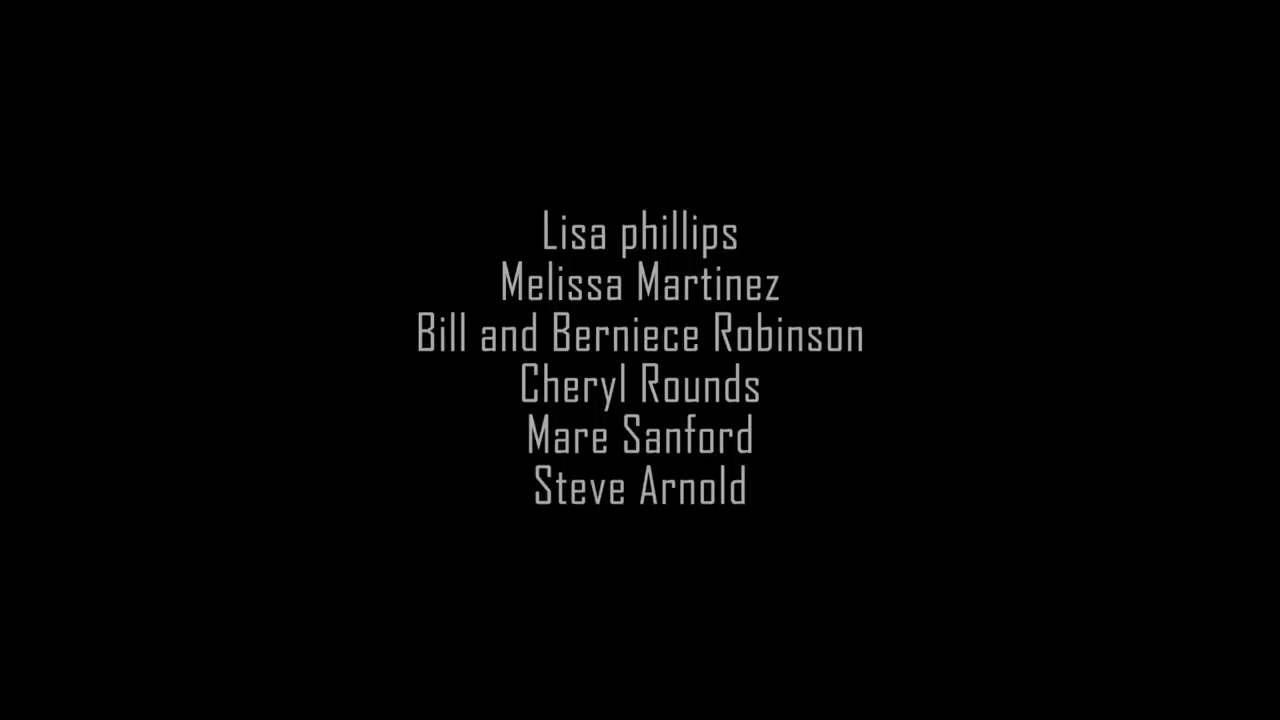 Lisa phillips
Melissa Martinez
Bill and Berniece Robinson
Cheryl Rounds
Mare Sanford
Steve Arnold